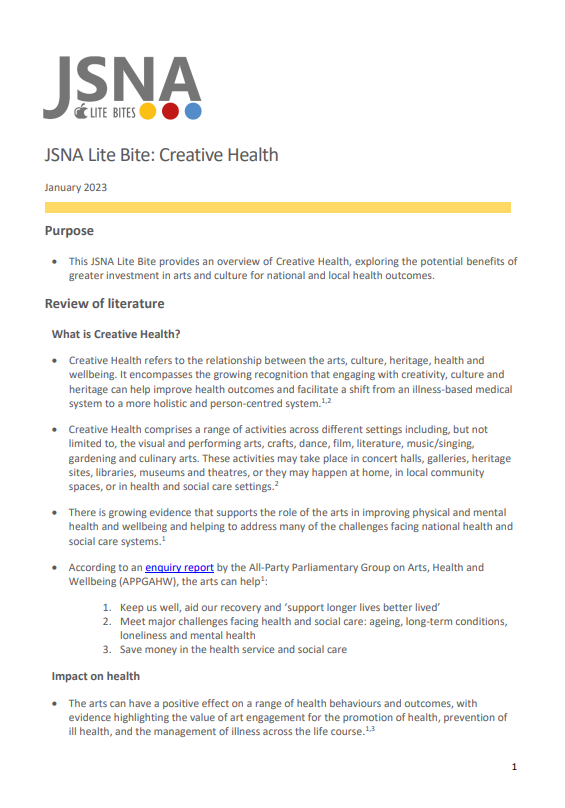 JSNA
LITE BITES
JSNA Lite Bite: Creative Health
January 2023
Purpose
• This JSNA Lite Bite provides an overview of Creative Health, exploring the potential benefits of
greater investment in arts and culture for national and local health outcomes.
Review of literature
What is Creative Health?
• Creative Health refers to the relationship between the arts, culture, heritage, health and
wellbeing. It encompasses the growing recognition that engaging with creativity, culture and
heritage can help improve health outcomes and facilitate a shift from an illness-based medical
system to a more holistic and person-centred system.1,2
• Creative Health comprises a range of activities across different settings including, but not
limited to, the visual and performing arts, crafts, dance, film, literature, music/singing,
gardening and culinary arts. These activities may take place in concert halls, galleries, heritage
sites, libraries, museums and theatres, or they may happen at home, in local community
spaces, or in health and social care settings.2
• There is growing evidence that supports the role of the arts in improving physical and mental
health and wellbeing and helping to address many of the challenges facing national health and
social care systems.1
• According to an enquiry report by the All-Party Parliamentary Group on Arts, Health and
Wellbeing (APPGAHW), the arts can help1:
1. Keep us well, aid our recovery and ‘support longer lives better lived’
2. Meet major challenges facing health and social care: ageing, long-term conditions,
loneliness and mental health
3. Save money in the health service and social care
Impact on health
• The arts can have a positive effect on a range of health behaviours and outcomes, with
evidence highlighting the value of art engagement for the promotion of health, prevention of
ill health, and the management of illness across the life course.1,3
1